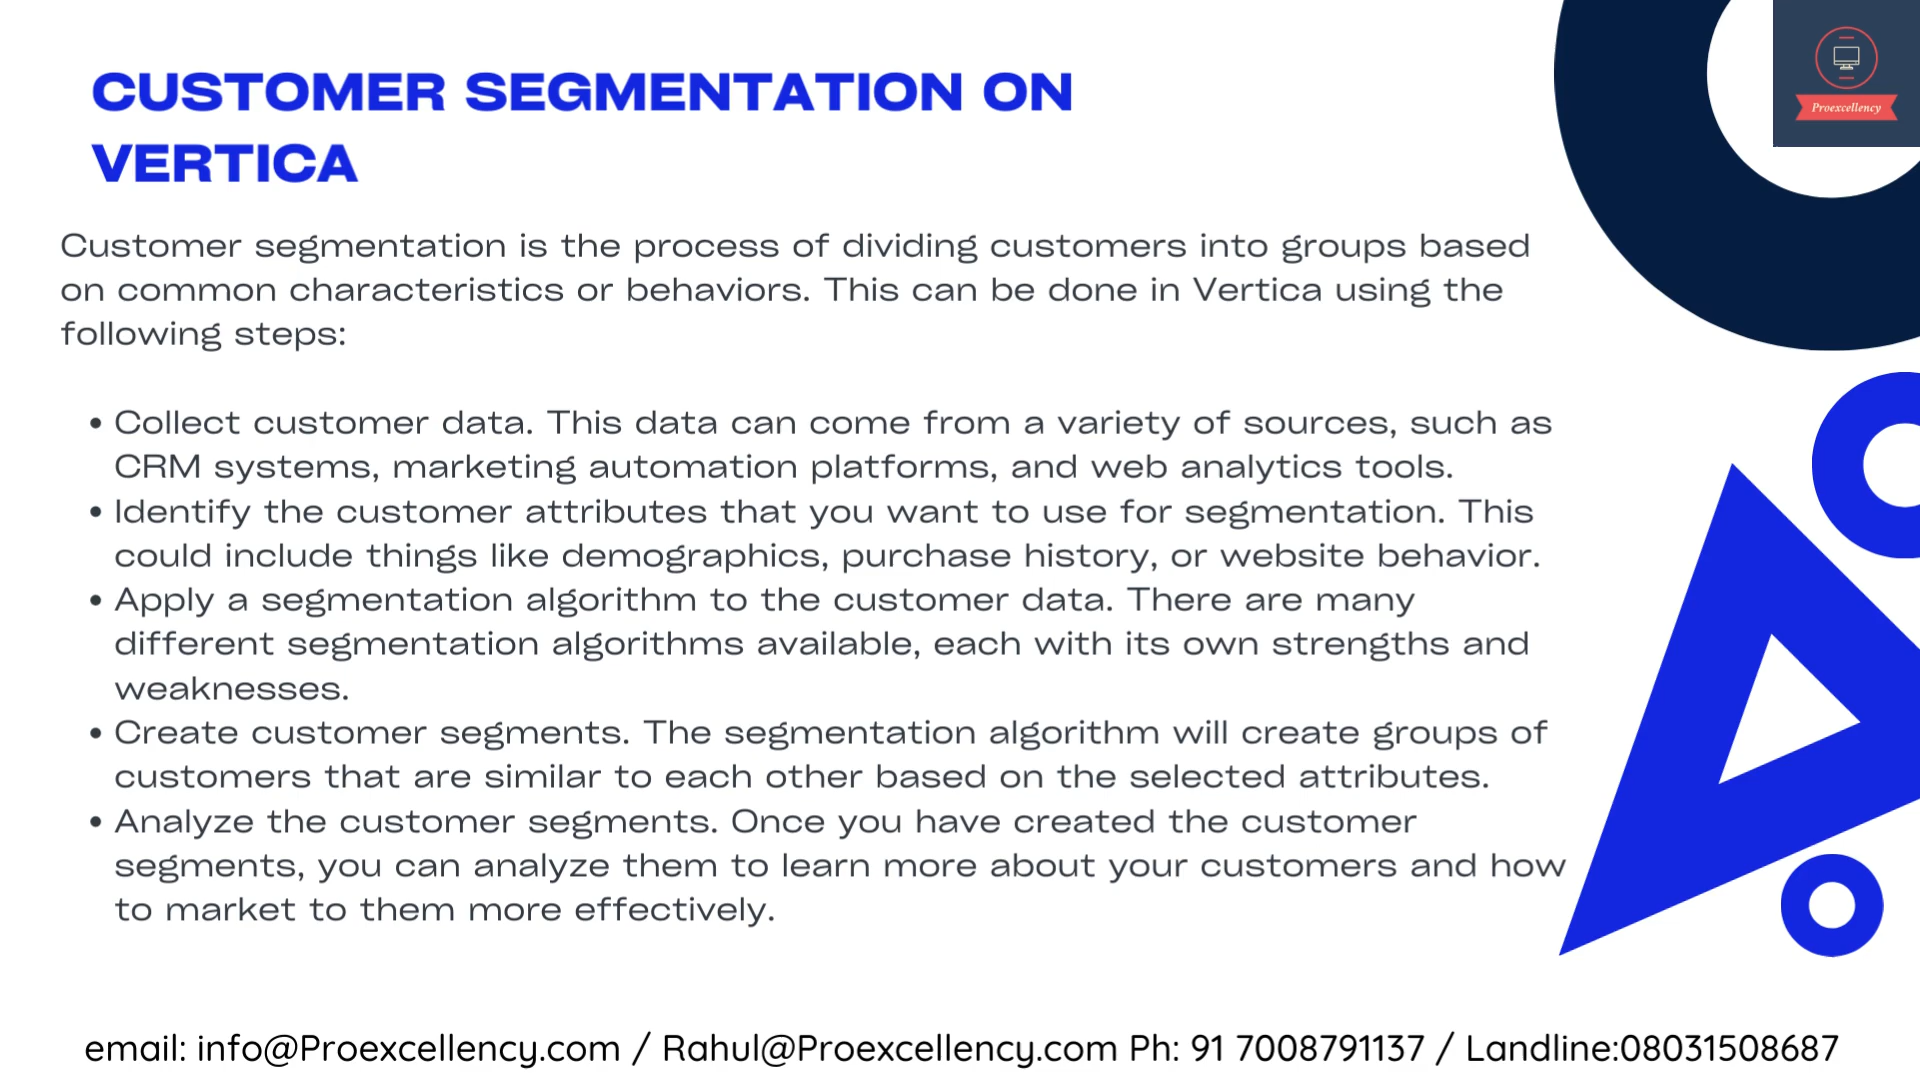 CUSTOMER SEGMENTATION ON
VERTICA
Proexcellency
Customer segmentation is the process of dividing customers into groups based
on common characteristics or behaviors. This can be done in Vertica using the
following steps:
• Collect customer data. This data can come from a variety of sources, such as
CRM systems, marketing automation platforms, and web analytics tools.
• Identify the customer attributes that you want to use for segmentation. This
could include things like demographics, purchase history, or website behavior.
• Apply a segmentation algorithm to the customer data. There are many
different segmentation algorithms available, each with its own strengths and
weaknesses.
• Create customer segments. The segmentation algorithm will create groups of
customers that are similar to each other based on the selected attributes.
• Analyze the customer segments. Once you have created the customer
segments, you can analyze them to learn more about your customers and how
to market to them more effectively.
email: info@Proexcellency.com / Rahul@Proexcellency.com Ph: 91 7008791137 / Landline:08031508687